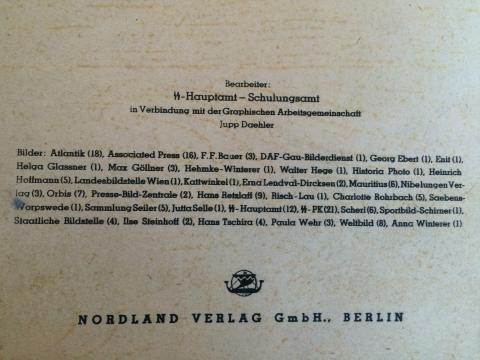 Bearbeiter:
ᛋᛋ-Hauptamt – Schulungsamt
in Verbindung mit der Graphischen Arbeitsgemeinschaft
Jupp Daehler
Bilder: Atlantik (18), Associated Press (16), F.F. Bauer (3), DAF-Gau-Bilderdienst (1), Georg Ebert (1), Enit (1),
Helga Glassner (1), Max Göllner (3), Hehmke-Winterer (1), Walter Hege (1), Historia Photo (1), Heinrich
Hoffmann (5), Landesbildstelle Wien (1), Kattwinkel (1), Erna Lendvai-Dircksen (2), Mauritius (6), Nibelungen Ver-
lag (3), Orbis (7), Presse-Bild-Zentrale (2), Hans Retzlaff (9), Risch-Lau (1), Charlotte Rohrbach (5), Saebens-
Worpswede (1), Sammlung Seiler (5), Jutta Selle (1), ᛋᛋ-Hauptamt (12), ᛋᛋ-PK (21), Scherl (6), Sportbild-Schirner (1),
Staatliche Bildstelle (4), Ilse Steinhoff (2), Hans Tschira (4), Paula Wehr (3), Weltbild (8), Anna Winterer (1)
NORDLAND VERLAG GmbH., BERLIN